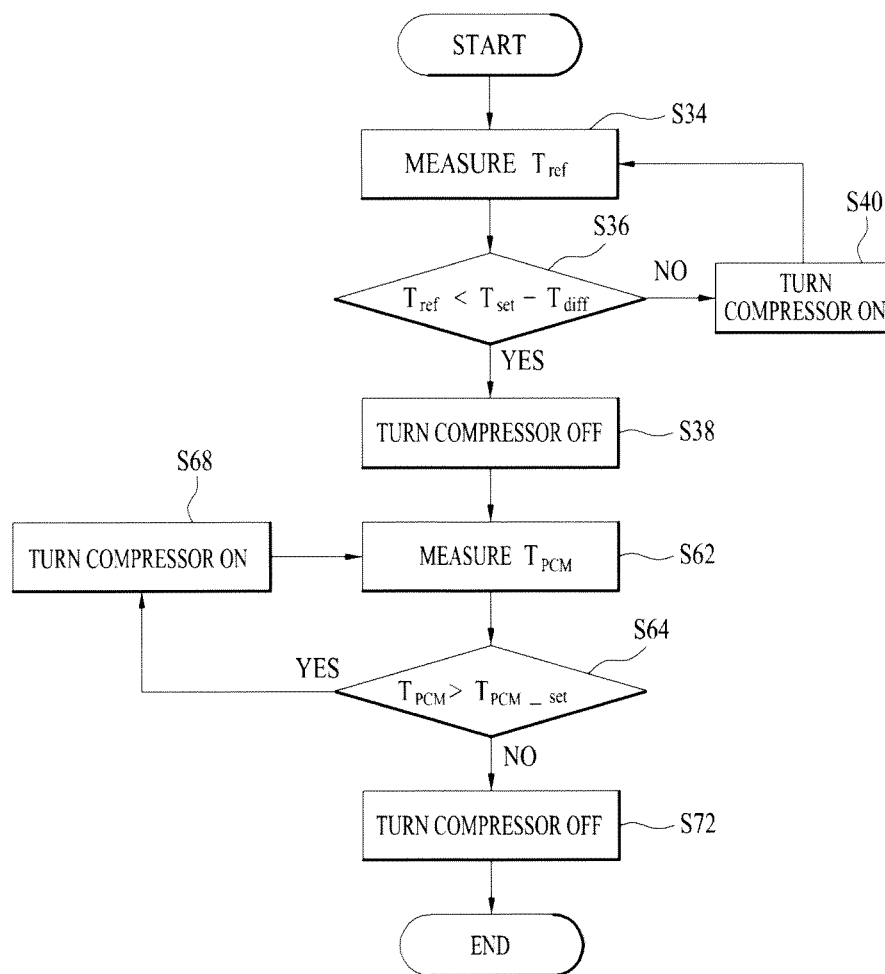 START
S34
MEASURE T_ref
S36
S40
T_ref < T_set - T_diff
NO
TURN
COMPRESSOR ON
YES
TURN COMPRESSOR OFF
S38
S68
TURN COMPRESSOR ON
MEASURE T_PCM
S62
S64
YES
T_PCM > T_PCM_set
NO
TURN COMPRESSOR OFF
S72
END